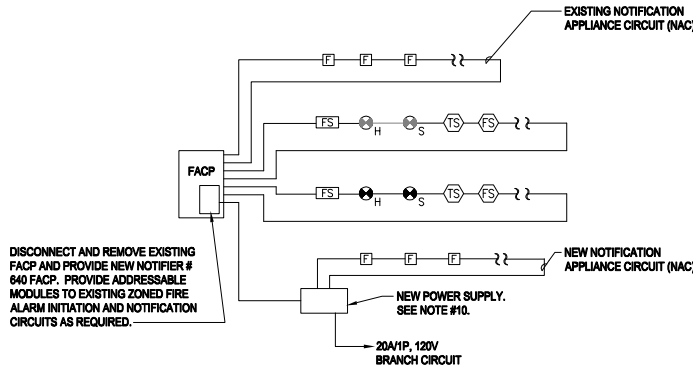 EXISTING NOTIFICATION
APPLIANCE CIRCUIT (NAC)
F F F
FS H S TS FS
FACP
FS H S TS FS
DISCONNECT AND REMOVE EXISTING
FACP AND PROVIDE NEW NOTIFIER #
640 FACP. PROVIDE ADDRESSABLE
MODULES TO EXISTING ZONED FIRE
ALARM INITIATION AND NOTIFICATION
CIRCUITS AS REQUIRED.
F F F
NEW NOTIFICATION
APPLIANCE CIRCUIT (NAC)
NEW POWER SUPPLY.
SEE NOTE #10.
20A/1P, 120V
BRANCH CIRCUIT